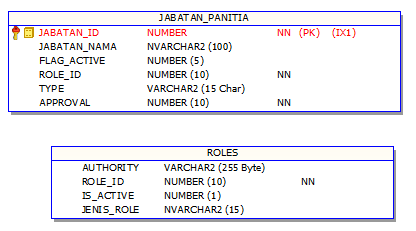 JABATAN_PANITIA
JABATAN_ID NUMBER NN (PK) (IX1)
JABATAN_NAMA NVARCHAR2 (100)
FLAG_ACTIVE NUMBER (5)
ROLE_ID NUMBER (10) NN
TYPE VARCHAR2 (15 Char)
APPROVAL NUMBER (10) NN
ROLES
AUTHORITY VARCHAR2 (255 Byte)
ROLE_ID NUMBER (10) NN
IS_ACTIVE NUMBER (1)
JENIS_ROLE NVARCHAR2 (15)